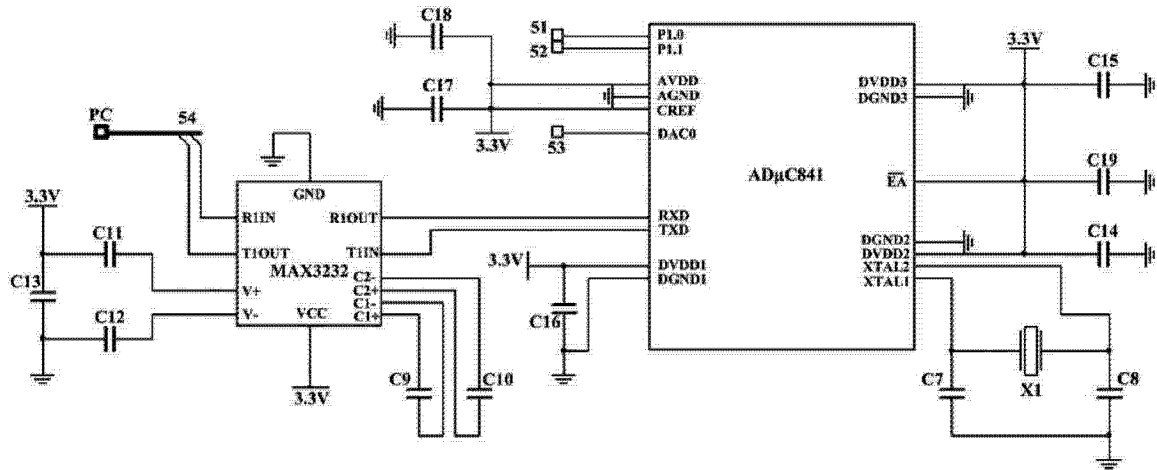 C18
51
52
P1.0
P1.1
3.3V
C15
AVDD
AGND
CREF
DVDD3
DGND3
C17
PC
54
3.3V
53
DAC0
ADμC841
GND
EA
C19
3.3V
R1IN
R1OUT
RXD
TXD
C11
T1OUT
T1IN
DGND2
DVDD2
XTAL2
XTAL1
C14
MAX3232
C13
C2-
C2+
C1-
C1+
3.3V
DVDD1
DGND1
V+
V-
C12
VCC
C16
C9
C10
3.3V
C7
X1
C8